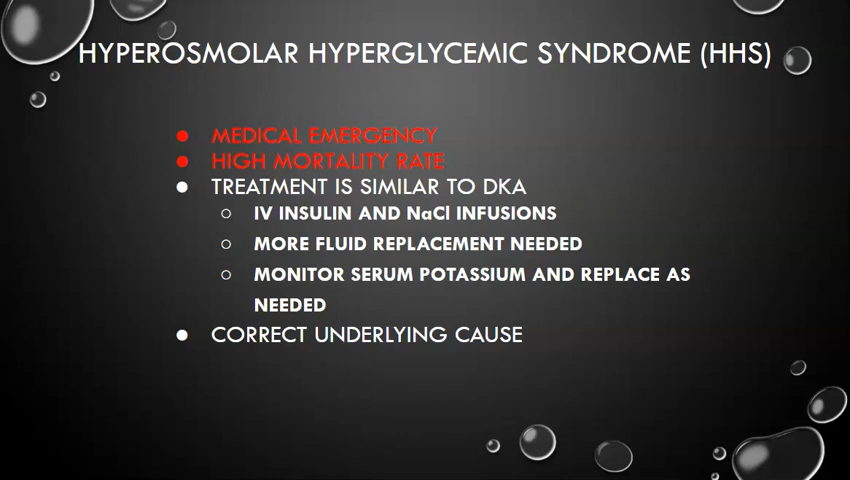 HYPEROSMOLAR HYPERGLYCEMIC SYNDROME (HHS)
● MEDICAL EMERGENCY
● HIGH MORTALITY RATE
● TREATMENT IS SIMILAR TO DKA
○ IV INSULIN AND NaCl INFUSIONS
○ MORE FLUID REPLACEMENT NEEDED
○ MONITOR SERUM POTASSIUM AND REPLACE AS
NEEDED
● CORRECT UNDERLYING CAUSE